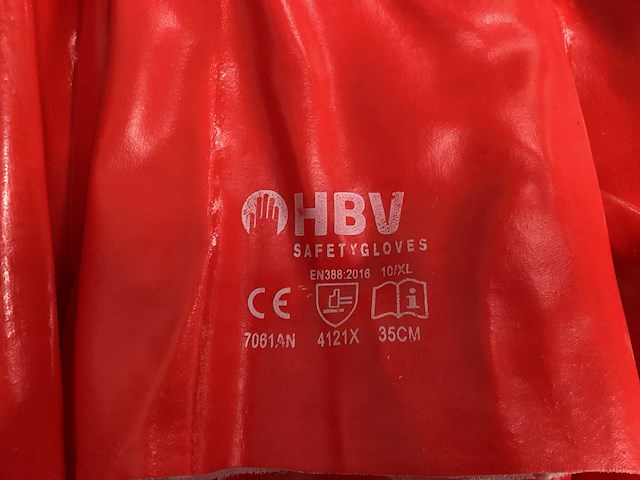 HBV
SAFETYGLOVES
EN388:2016 10/XL
CE
7061AN 4121X 35CM